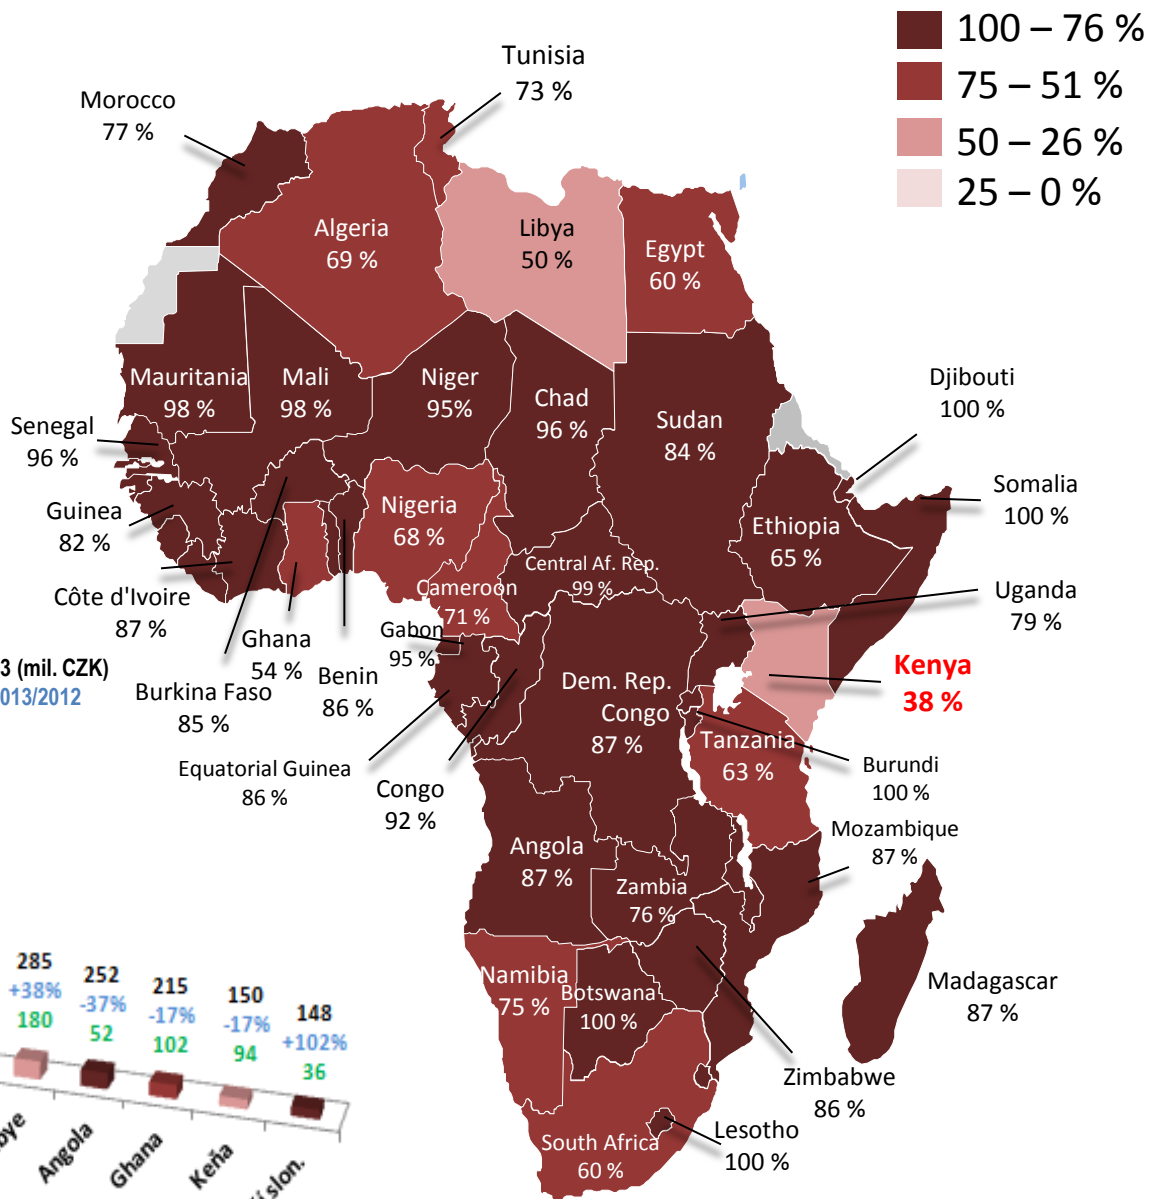 100 – 76 %
75 – 51 %
50 – 26 %
25 – 0 %
Tunisia
73 %
Morocco
77 %
Algeria
69 %
Libya
50 %
Egypt
60 %
Mauritania
98 %
Mali
98 %
Niger
95%
Chad
96 %
Sudan
84 %
Djibouti
100 %
Senegal
96 %
Somalia
100 %
Guinea
82 %
Nigeria
68 %
Ethiopia
65 %
Central Af. Rep.
99 %
Côte d'Ivoire
87 %
Cameroon
71 %
Uganda
79 %
Ghana
54 %
Gabon
95 %
Kenya
38 %
3 (mil. CZK)
013/2012
Burkina Faso
85 %
Benin
86 %
Dem. Rep.
Congo
87 %
Tanzania
63 %
Equatorial Guinea
86 %
Congo
92 %
Burundi
100 %
Mozambique
87 %
Angola
87 %
Zambia
76 %
Namibia
75 %
Botswana
100 %
Madagascar
87 %
Zimbabwe
86 %
Lesotho
100 %
South Africa
60 %
285
+38%
180
252
-37%
52
215
-17%
102
150
-17%
94
148
+102%
36
bye
Angola
Ghana
Keňa
slon.